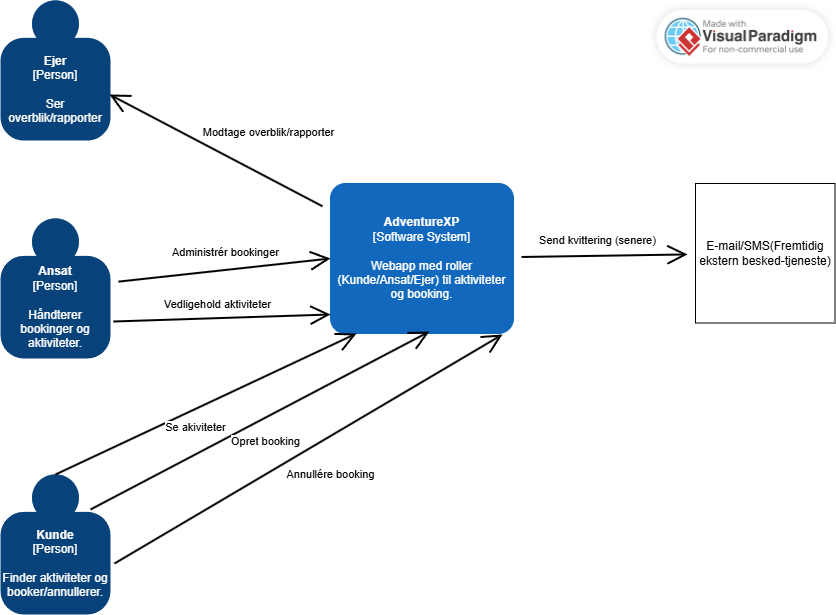 Made with
Visual Paradigm
For non-commercial use
Ejer
[Person]
Ser
overblik/rapporter
Modtage overblik/rapporter
AdventureXP
[Software System]
Webapp med roller
(Kunde/Ansat/Ejer) til aktiviteter
og booking.
Send kvittering (senere)
E-mail/SMS(Fremtidig
ekstern besked-tjeneste)
Ansat
[Person]
Håndterer
bookinger og
aktiviteter.
Administrér bookinger
Vedligehold aktiviteter
Se akiviteter
Opret booking
Annullére booking
Kunde
[Person]
Finder aktiviteter og
booker/annullerer.